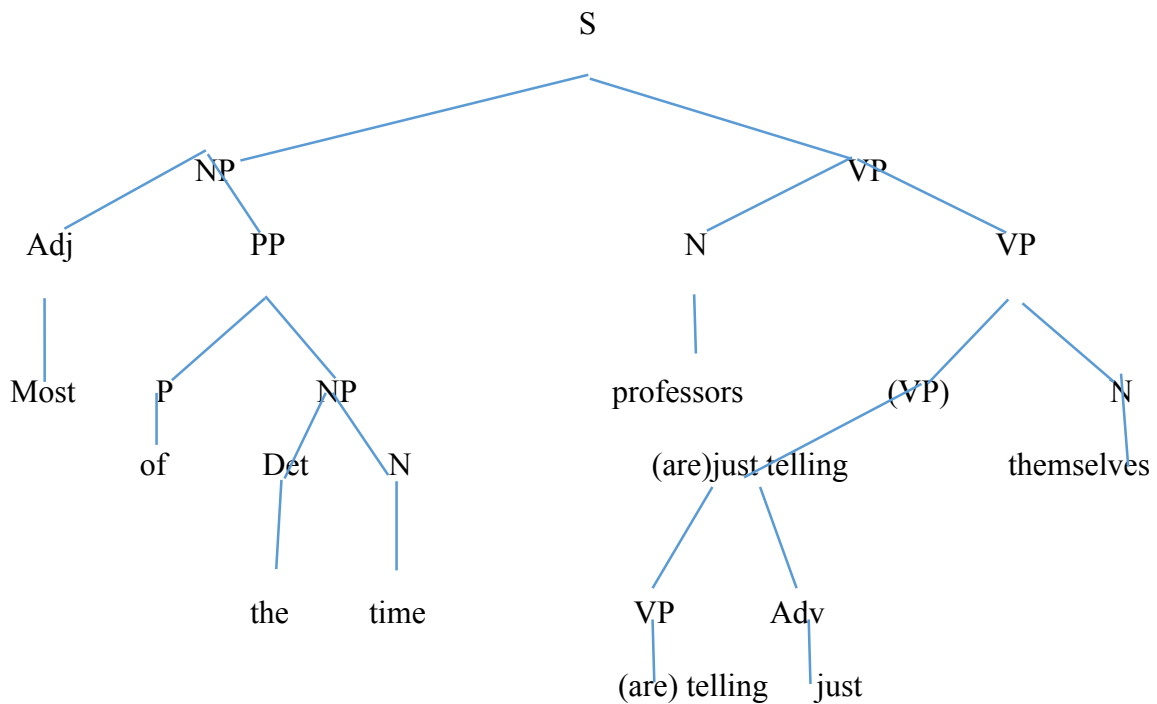 S
NP VP
Adj PP N VP
Most P NP professors (VP) N
of Det N (are)just telling themselves
the time VP Adv
(are) telling just